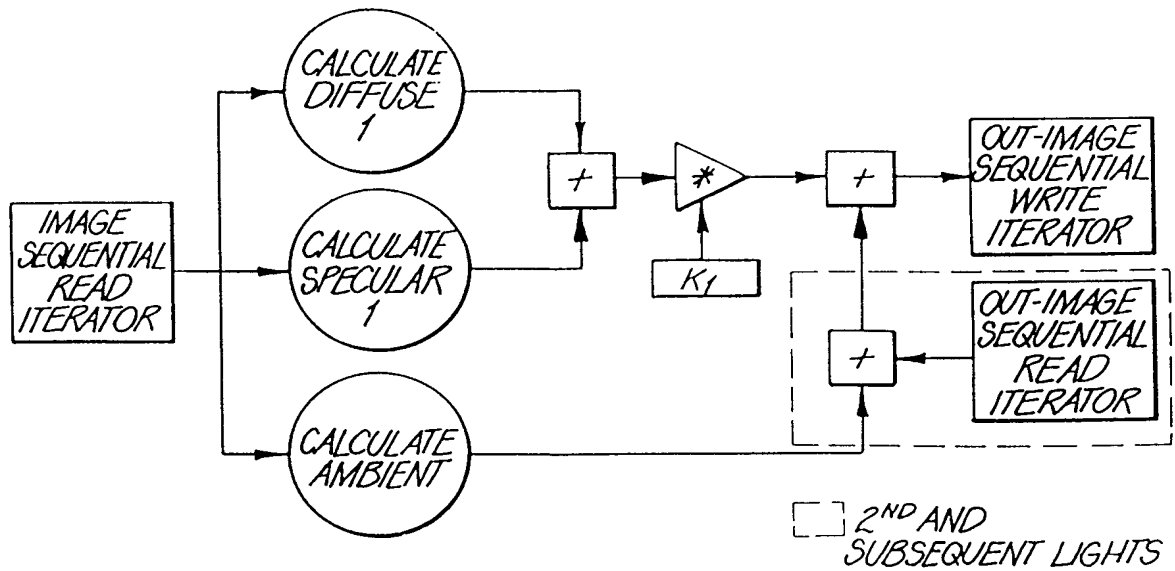 IMAGE
SEQUENTIAL
READ
ITERATOR
CALCULATE
DIFFUSE
1
CALCULATE
SPECULAR
1
CALCULATE
AMBIENT
+
*
K1
+
OUT-IMAGE
SEQUENTIAL
WRITE
ITERATOR
+
OUT-IMAGE
SEQUENTIAL
READ
ITERATOR
2ND AND
SUBSEQUENT LIGHTS